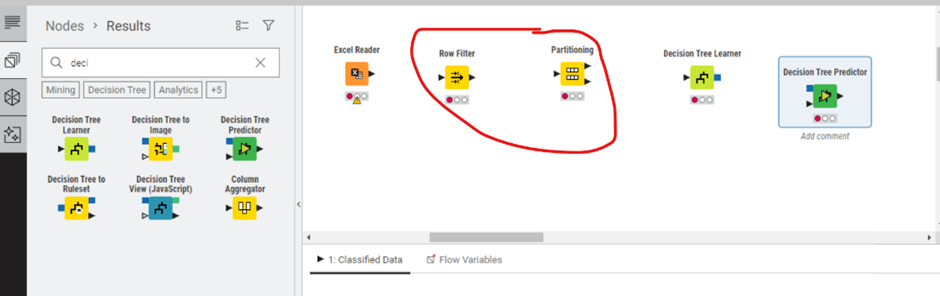 Nodes > Results
deci
Mining
Decision Tree
Analytics
+5
Decision Tree
Learner
Decision Tree to
Image
Decision Tree
Predictor
Decision Tree to
Ruleset
Decision Tree
View (JavaScript)
Column
Aggregator
Excel Reader
Row Filter
Partitioning
Decision Tree Learner
Decision Tree Predictor
Add comment
1: Classified Data
Flow Variables